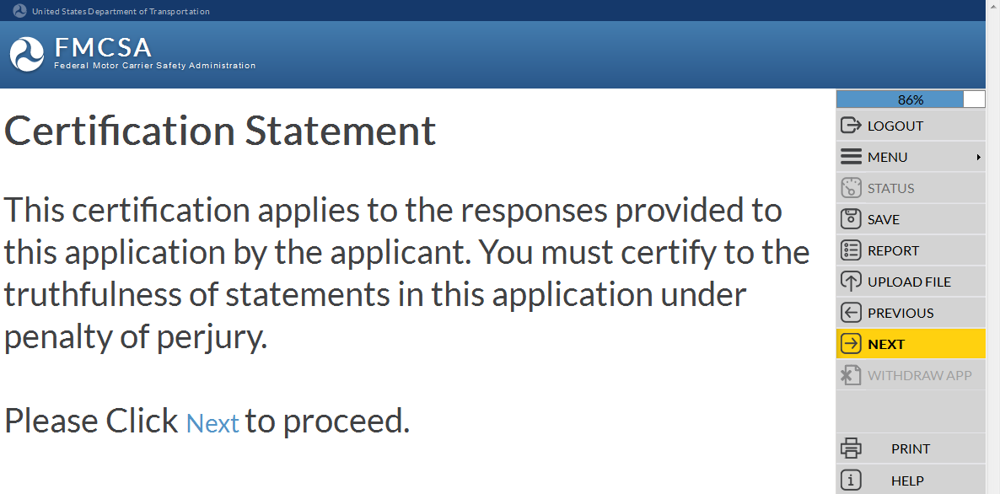 United States Department of Transportation
FMCSA
Federal Motor Carrier Safety Administration
86%
Certification Statement
LOGOUT
MENU
STATUS
This certification applies to the responses provided to
this application by the applicant. You must certify to the
truthfulness of statements in this application under
penalty of perjury.
SAVE
REPORT
UPLOAD FILE
PREVIOUS
NEXT
WITHDRAW APP
Please Click Next to proceed.
PRINT
HELP